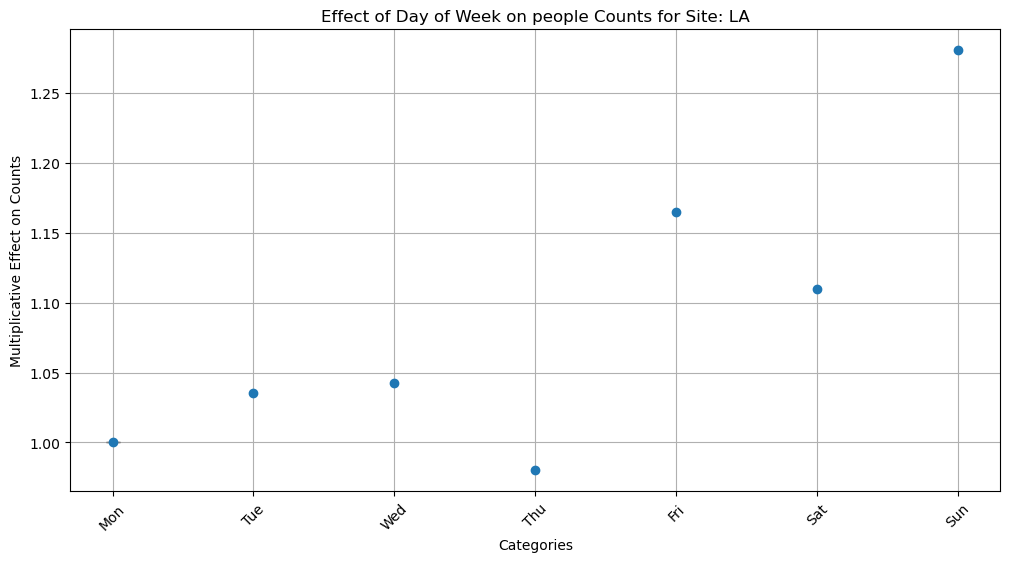 Effect of Day of Week on people Counts for Site: LA
Multiplicative Effect on Counts
1.25
1.20
1.15
1.10
1.05
1.00
Mon
Tue
Wed
Thu
Fri
Sat
Sun
Categories